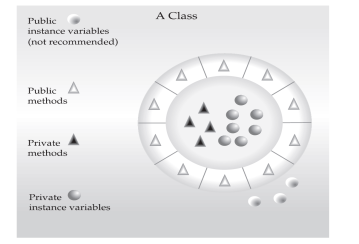 A Class
Public
instance variables
(not recommended)
Public
methods
Private
methods
Private
instance variables